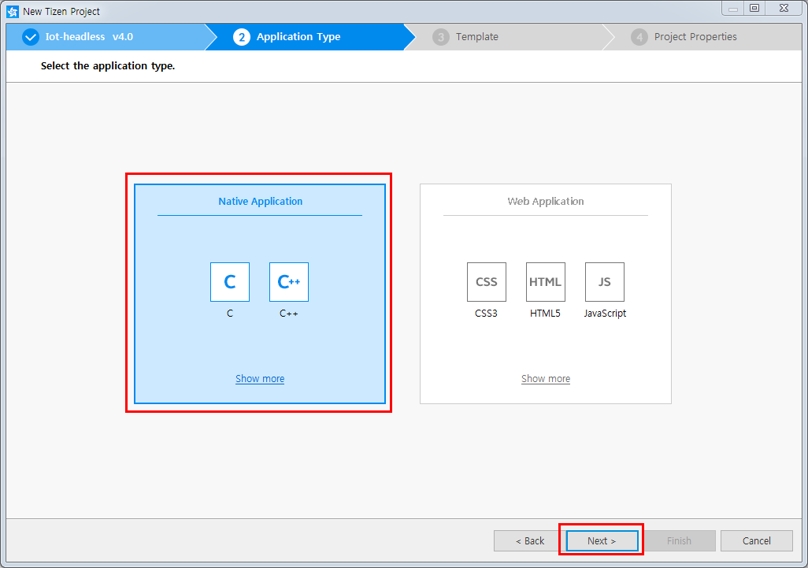 New Tizen Project
Iot-headless v4.0
2 Application Type
3 Template
4 Project Properties
Select the application type.
Native Application
C
C++
C
C++
Show more
Web Application
CSS
HTML
JS
CSS3
HTML5
JavaScript
Show more
< Back
Next >
Finish
Cancel